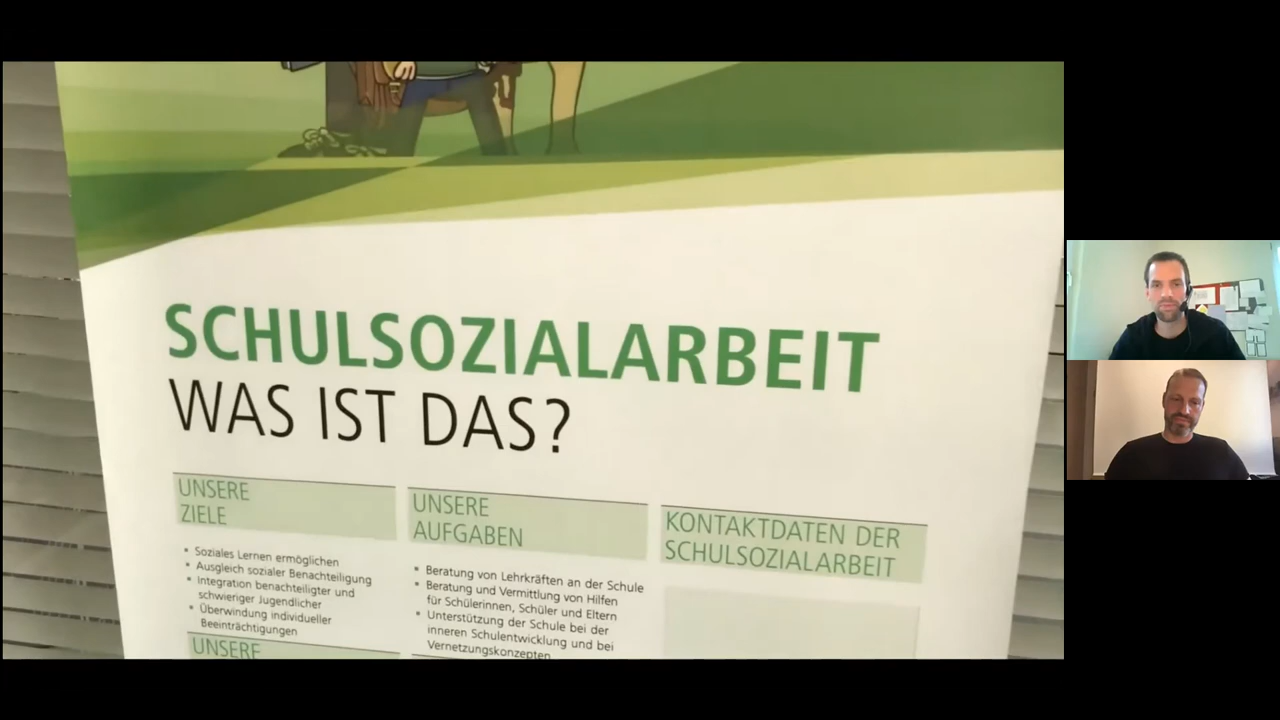 SCHULSOZIALARBEIT
WAS IST DAS?
UNSERE
ZIELE
• Soziales Lernen ermöglichen
• Ausgleich sozialer Benachteiligung
• Integration benachteiligter und
schwieriger Jugendlicher
• Überwindung individueller
Beeinträchtigungen
UNSERE
UNSERE
AUFGABEN
• Beratung von Lehrkräften an der Schule
• Beratung und Vermittlung von Hilfen
für Schülerinnen, Schüler und Eltern
• Unterstützung der Schule bei der
inneren Schulentwicklung und bei
Vernetzungskonzepten
KONTAKTDATEN DER
SCHULSOZIALARBEIT